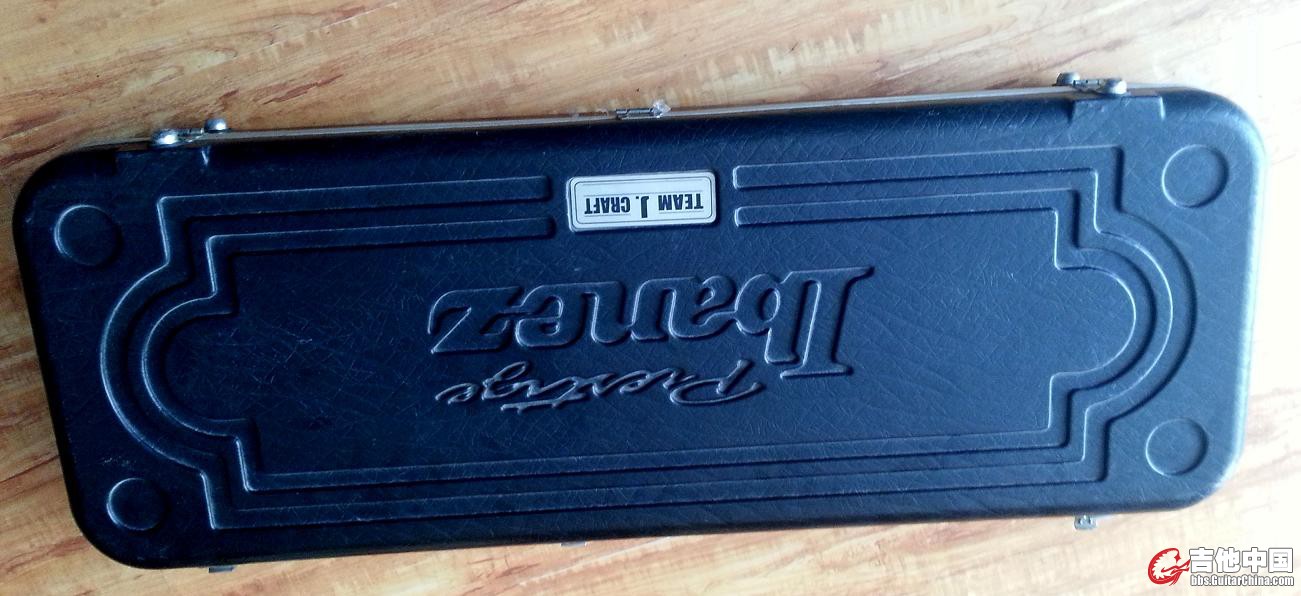 TEAM J. CRAFT
Ibanez
Prestige
吉他中国
bbs.GuitarChina.com